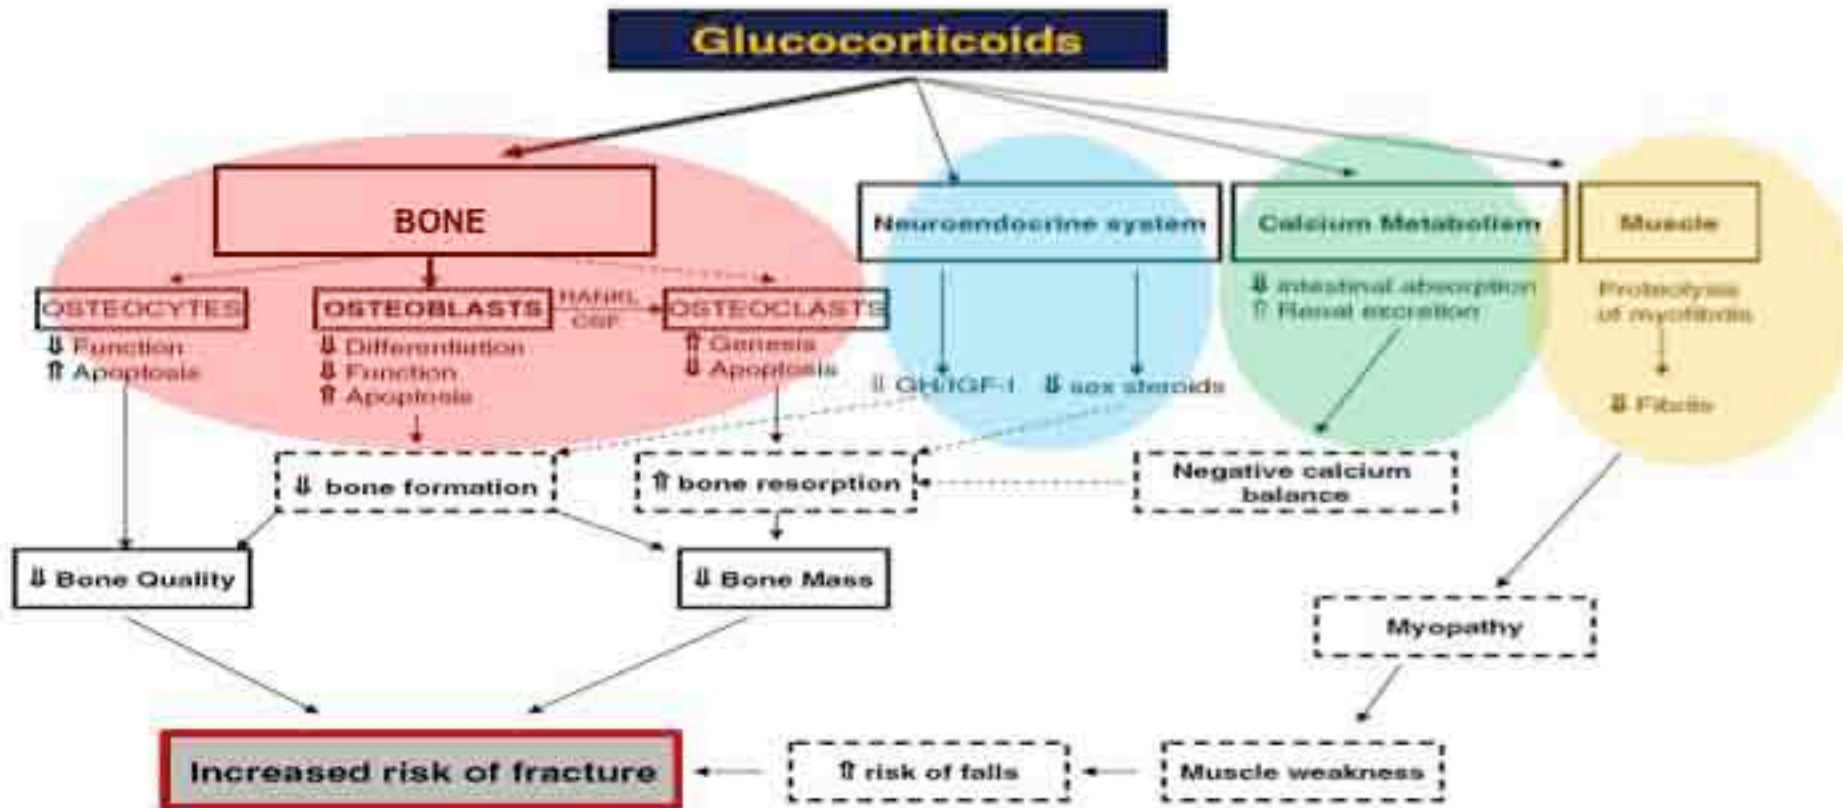 Glucocorticoids
BONE
Neuroendocrine system
Calcium Metabolism
Muscle
OSTEOCYTES
⇓ Function
⇑ Apoptosis
OSTEOBLASTS
⇓ Differentiation
⇓ Function
⇑ Apoptosis
RANKL
CSF
OSTEOCLASTS
⇑ Genesis
⇓ Apoptosis
⇓ GH/IGF-I
⇓ sex steroids
⇓ Intestinal absorption
⇑ Renal excretion
Proteolysis
of myofibrils
⇓ Fibrils
⇓ bone formation
⇑ bone resorption
Negative calcium
balance
⇓ Bone Quality
⇓ Bone Mass
Myopathy
Increased risk of fracture
⇑ risk of falls
Muscle weakness